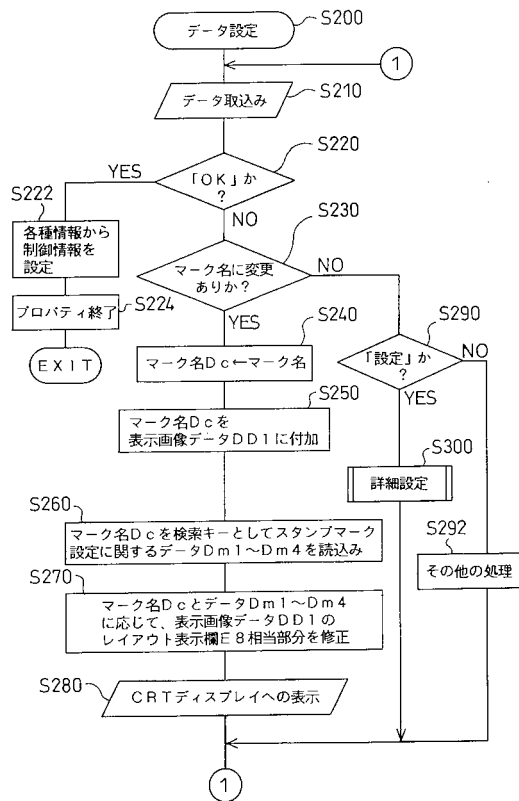 データ設定
S200
1
データ取込み
S210
S220
YES
「OK」か
?
NO
S222
各種情報から
制御情報を
設定
S230
マーク名に変更
ありか?
NO
YES
プロパティ終了
S224
EXIT
S240
マーク名Dc←マーク名
S290
「設定」か
?
NO
YES
S250
マーク名Dcを
表示画像データDD1に付加
S300
詳細設定
S260
マーク名Dcを検索キーとしてスタンプマーク
設定に関するデータDm1~Dm4を読込み
S292
その他の処理
S270
マーク名DcとデータDm1~Dm4
に応じて、表示画像データDD1の
レイアウト表示欄E8相当部分を修正
S280
CRTディスプレイへの表示
1